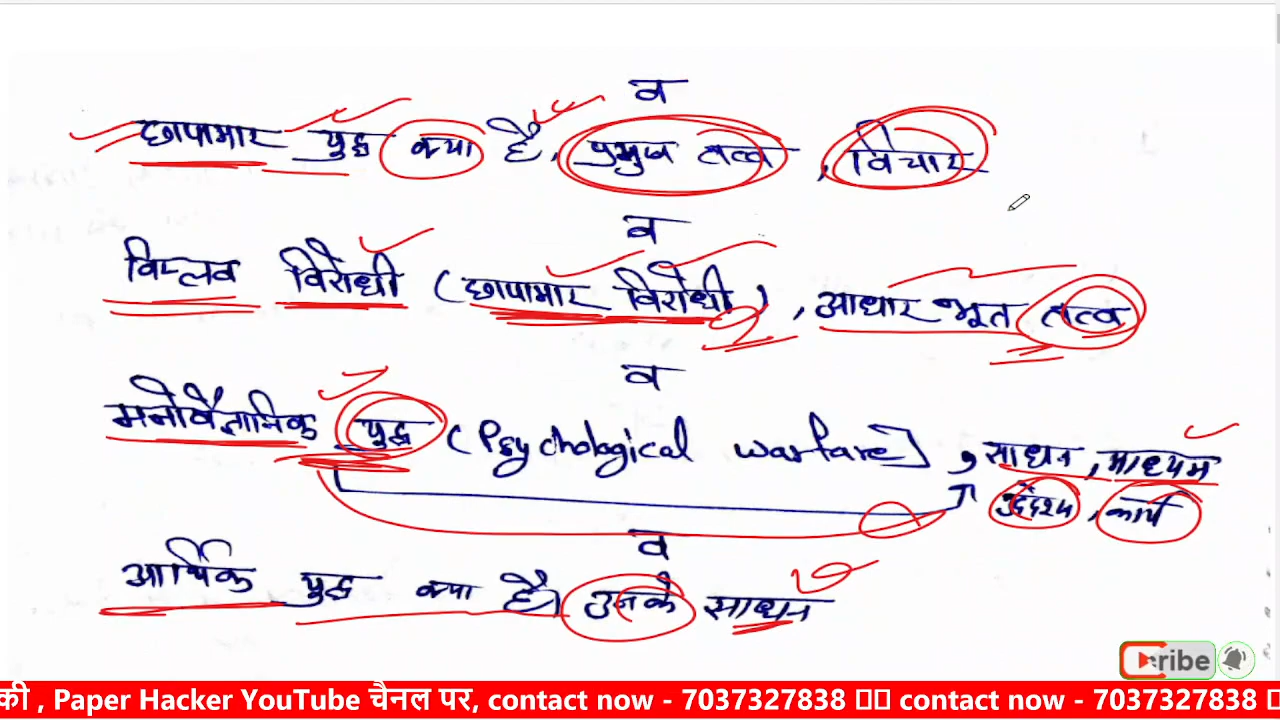 व
छापामार युद्ध क्या है, प्रमुख तत्व , विचार
व
विप्लव विरोधी (छापामार विरोधी) , आधार भूत तत्व
व
मनोवैज्ञानिक युद्ध (Psychological warfare] , साधन , माध्यम
उद्देश्य , कार्य
व
आर्थिक युद्ध क्या है। उनके साधन
ribe
की , Paper Hacker YouTube चैनल पर, contact now - 7037327838 contact now - 7037327838